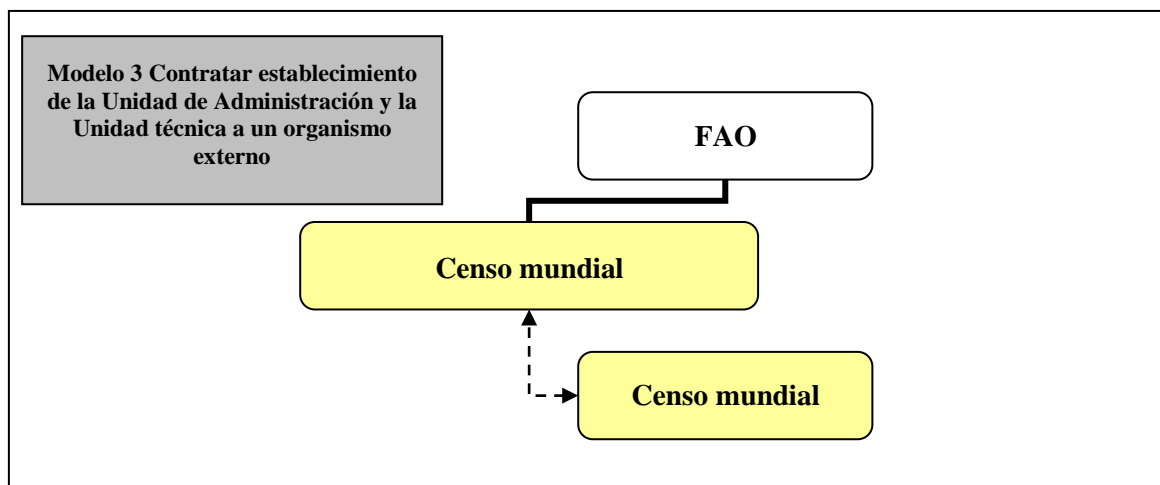 Modelo 3 Contratar establecimiento
de la Unidad de Administración y la
Unidad técnica a un organismo
externo
FAO
Censo mundial
Censo mundial